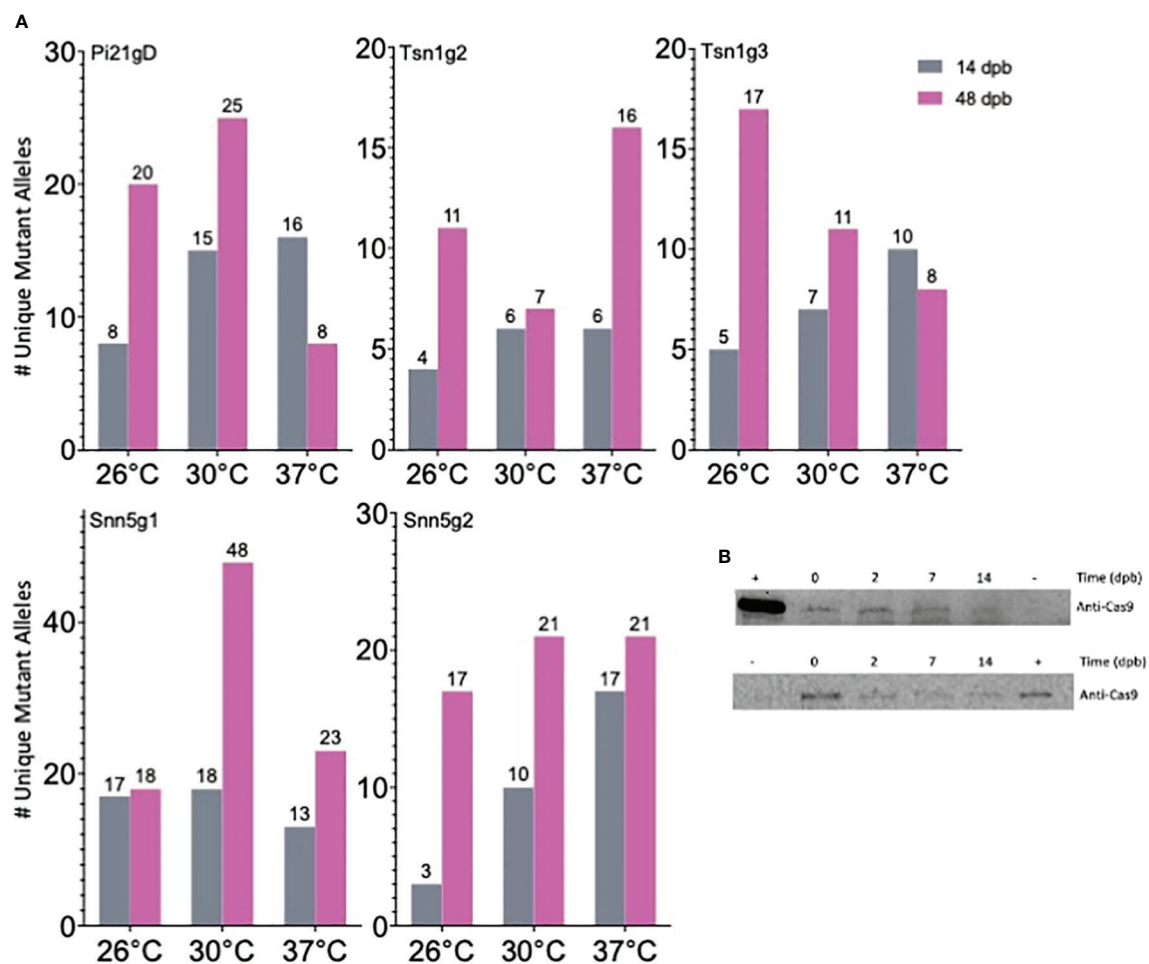 A
# Unique Mutant Alleles
Pi21gD
30
20
10
0
8
20
15
25
16
8
26°C 30°C 37°C
Tsn1g2
20
15
10
5
0
4
11
6
7
6
16
26°C 30°C 37°C
Tsn1g3
20
15
10
5
0
5
17
7
11
10
8
26°C 30°C 37°C
14 dpb
48 dpb
# Unique Mutant Alleles
Snn5g1
40
20
0
17
18
18
48
13
23
26°C 30°C 37°C
Snn5g2
30
20
10
0
3
17
10
21
17
21
26°C 30°C 37°C
B
+ 0 2 7 14 - Time (dpb)
Anti-Cas9
- 0 2 7 14 + Time (dpb)
Anti-Cas9